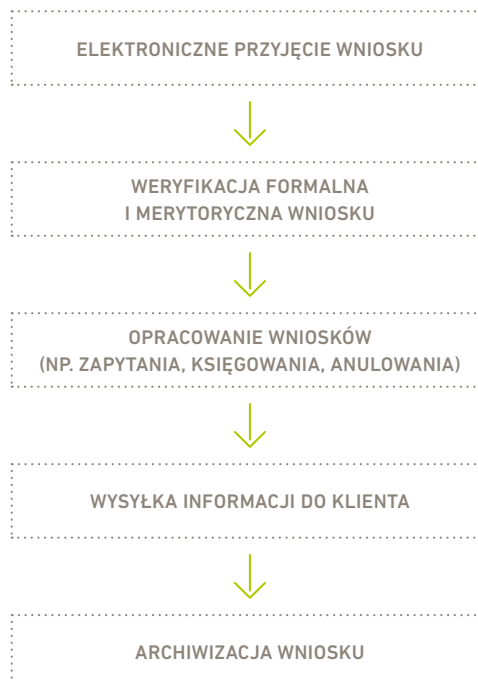 ELEKTRONICZNE PRZYJĘCIE WNIOSKU
WERYFIKACJA FORMALNA
I MERYTORYCZNA WNIOSKU
OPRACOWANIE WNIOSKÓW
(NP. ZAPYTANIA, KSIĘGOWANIA, ANULOWANIA)
WYSYŁKA INFORMACJI DO KLIENTA
ARCHIWIZACJA WNIOSKU